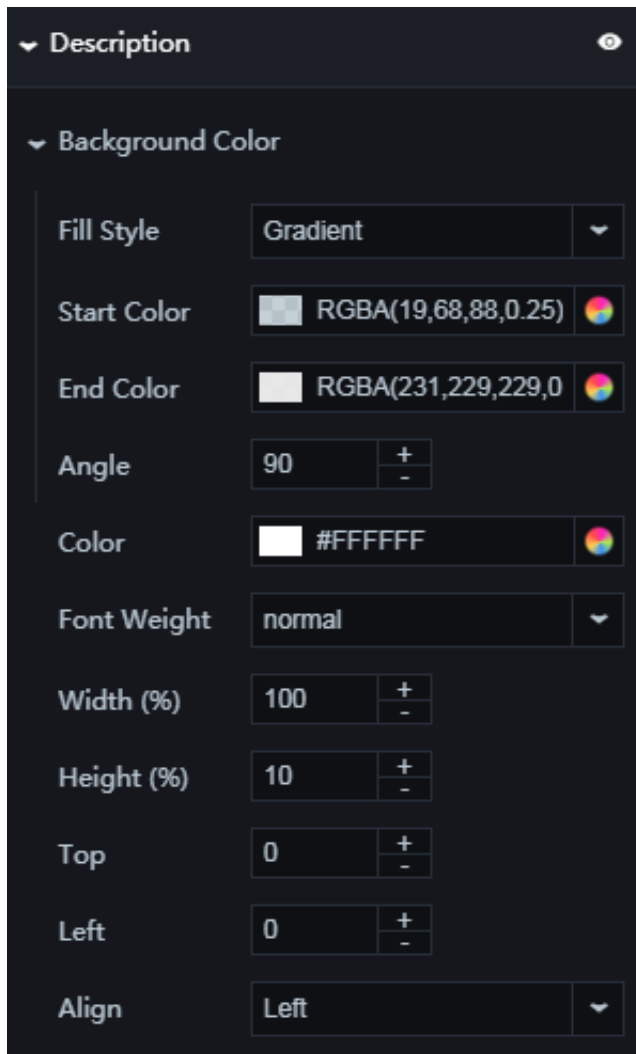 Description
Background Color
Fill Style Gradient
Start Color RGBA(19,68,88,0.25)
End Color RGBA(231,229,229,0
Angle 90 + -
Color #FFFFFF
Font Weight normal
Width (%) 100 + -
Height (%) 10 + -
Top 0 + -
Left 0 + -
Align Left